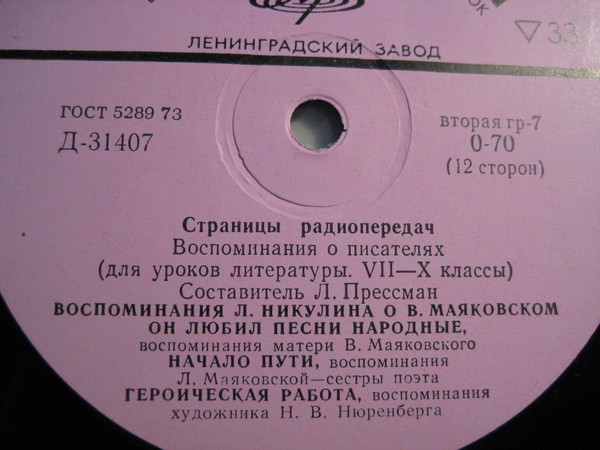 ЛЕНИНГРАДСКИЙ ЗАВОД
▽33
ГОСТ 5289 73
Д-31407
вторая гр-7
0-70
(12 сторон)
Страницы радиопередач
Воспоминания о писателях
(для уроков литературы. VII—X классы)
Составитель Л. Прессман
ВОСПОМИНАНИЯ Л. НИКУЛИНА О В. МАЯКОВСКОМ
ОН ЛЮБИЛ ПЕСНИ НАРОДНЫЕ,
воспоминания матери В. Маяковского
НАЧАЛО ПУТИ, воспоминания
Л. Маяковской—сестры поэта
ГЕРОИЧЕСКАЯ РАБОТА, воспоминания
художника Н. В. Нюренберга